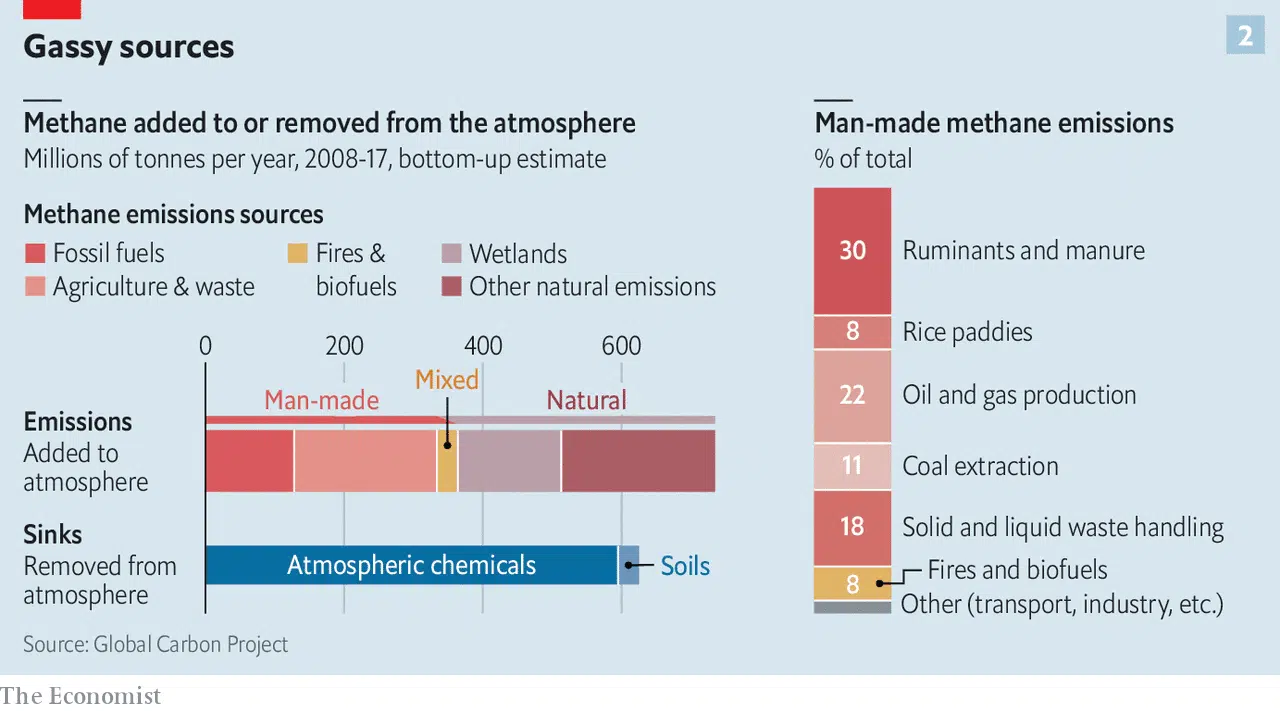 Gassy sources
2
Methane added to or removed from the atmosphere
Millions of tonnes per year, 2008-17, bottom-up estimate
Methane emissions sources
Fossil fuels
Agriculture & waste
Fires &
biofuels
Wetlands
Other natural emissions
0 200 400 600
Mixed
Man-made
Natural
Emissions
Added to
atmosphere
Sinks
Removed from
atmosphere
Atmospheric chemicals
Soils
Man-made methane emissions
% of total
30 Ruminants and manure
8 Rice paddies
22 Oil and gas production
11 Coal extraction
18 Solid and liquid waste handling
8 Fires and biofuels
Other (transport, industry, etc.)
Source: Global Carbon Project
The Economist